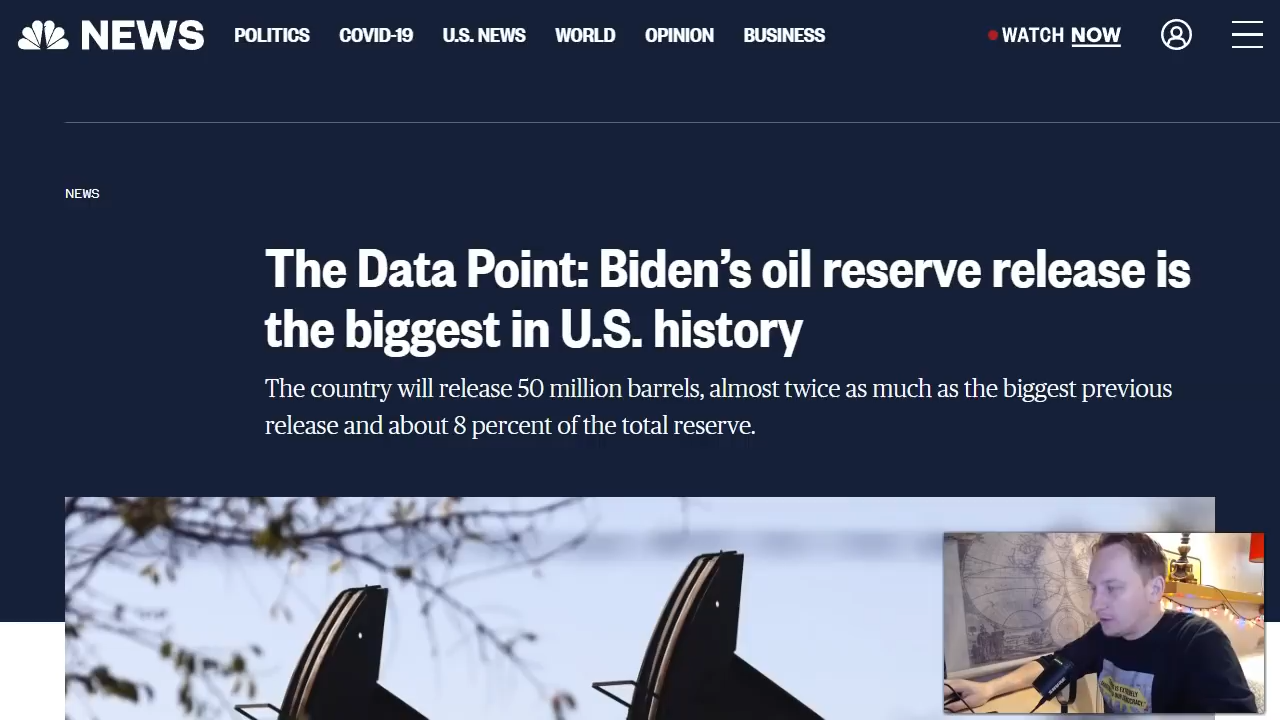 NEWS POLITICS COVID-19 U.S. NEWS WORLD OPINION BUSINESS WATCH NOW
NEWS
The Data Point: Biden’s oil reserve release is
the biggest in U.S. history
The country will release 50 million barrels, almost twice as much as the biggest previous
release and about 8 percent of the total reserve.